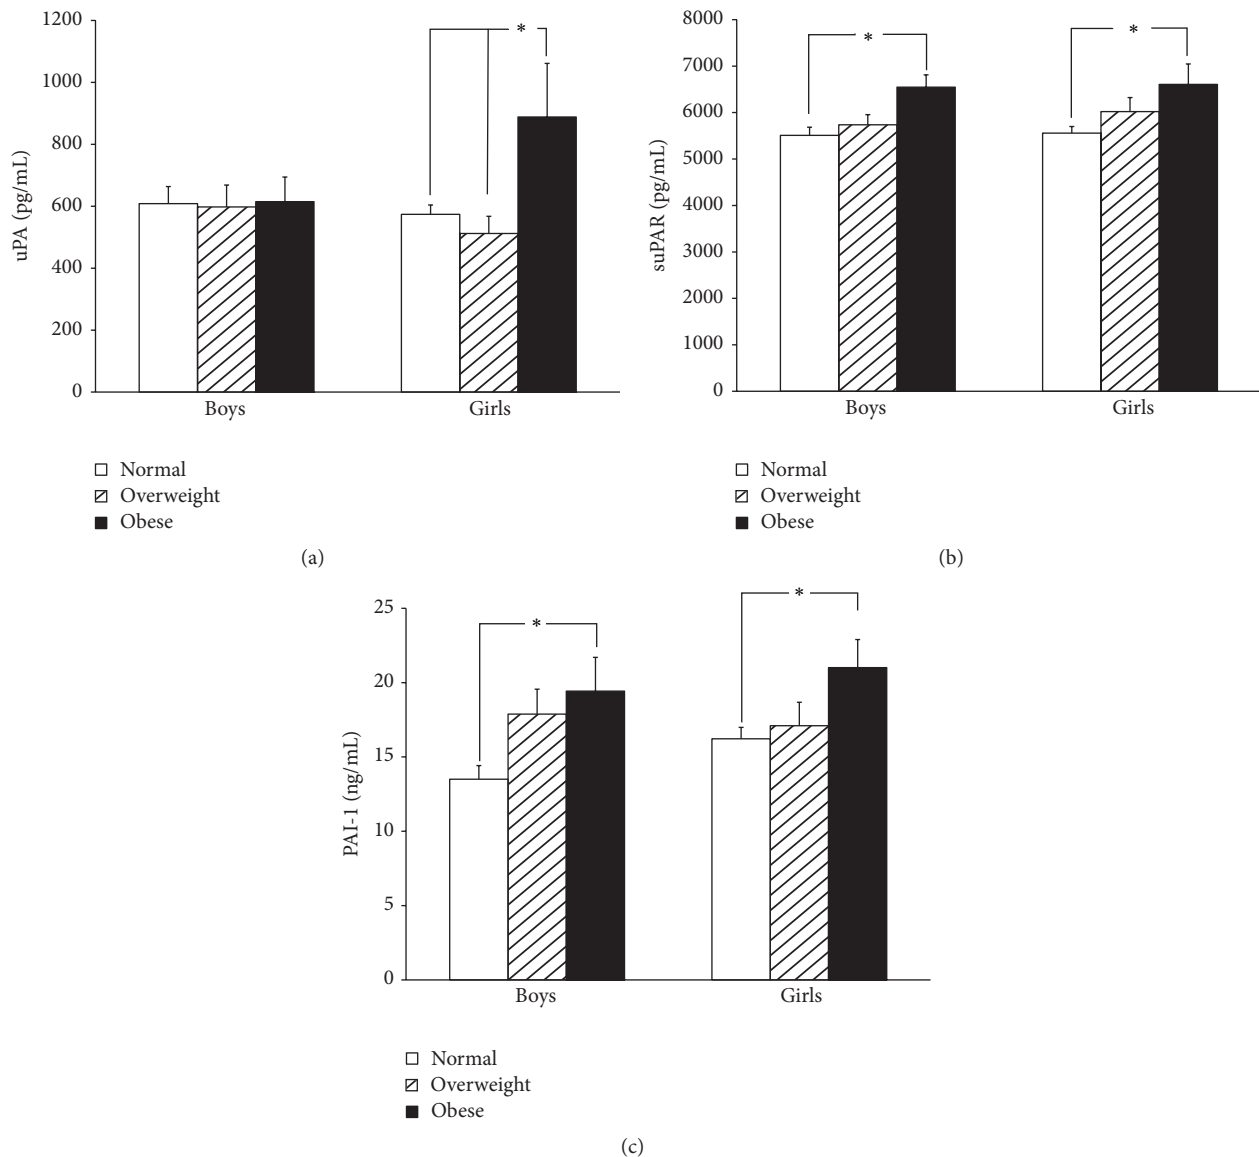 1200
1000
800
600
400
200
0
uPA (pg/mL)
*
Boys
Girls
Normal
Overweight
Obese
(a)
8000
7000
6000
5000
4000
3000
2000
1000
0
suPAR (pg/mL)
*
*
Boys
Girls
Normal
Overweight
Obese
(b)
25
20
15
10
5
0
PAI-1 (ng/mL)
*
*
Boys
Girls
Normal
Overweight
Obese
(c)